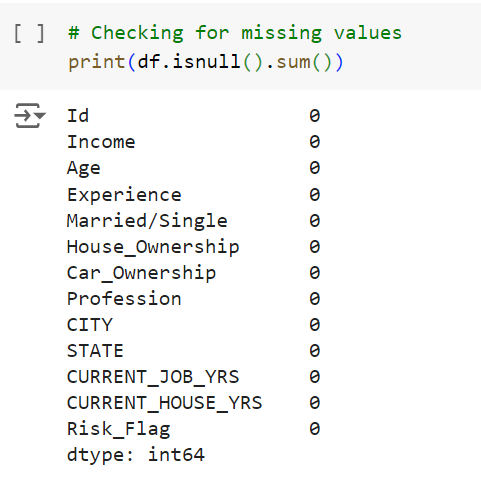 [ ] # Checking for missing values
print(df.isnull().sum())
Id 0
Income 0
Age 0
Experience 0
Married/Single 0
House_Ownership 0
Car_Ownership 0
Profession 0
CITY 0
STATE 0
CURRENT_JOB_YRS 0
CURRENT_HOUSE_YRS 0
Risk_Flag 0
dtype: int64